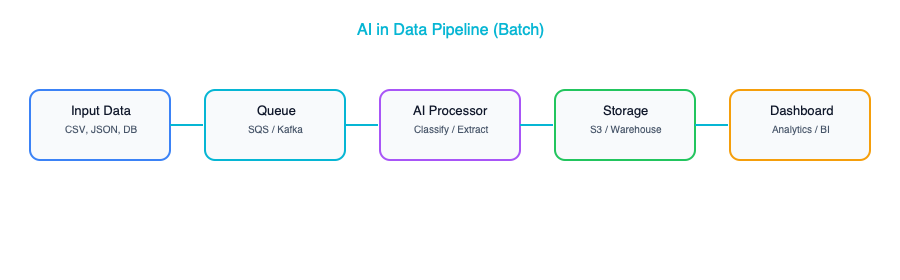 AI in Data Pipeline (Batch)
Input Data
CSV, JSON, DB
Queue
SQS / Kafka
AI Processor
Classify / Extract
Storage
S3 / Warehouse
Dashboard
Analytics / BI